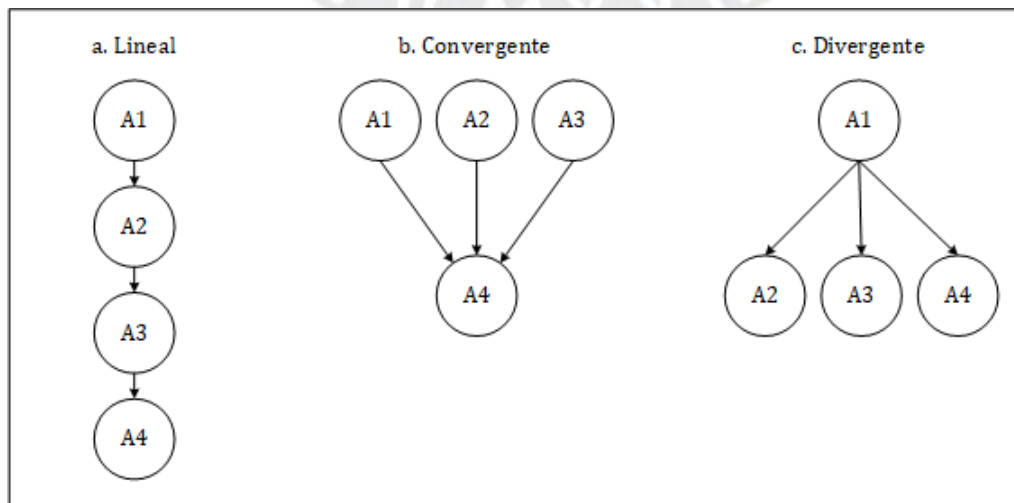 a. Lineal
A1
A2
A3
A4
b. Convergente
A1 A2 A3
A4
c. Divergente
A1
A2 A3 A4